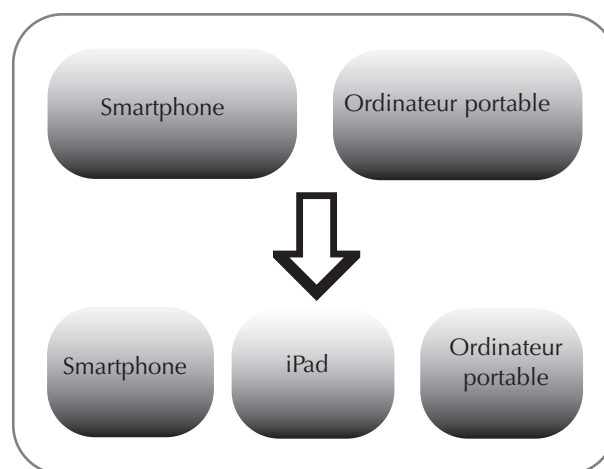 Smartphone
Ordinateur portable
Smartphone
iPad
Ordinateur
portable